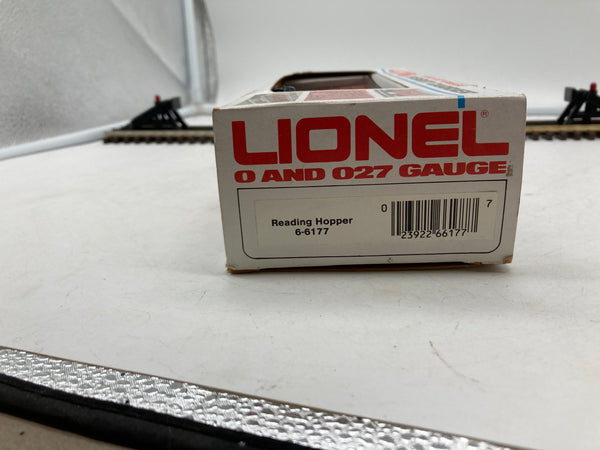 LIONEL®
O AND 027 GAUGE
Reading Hopper
6-6177
0 23922 66177 7